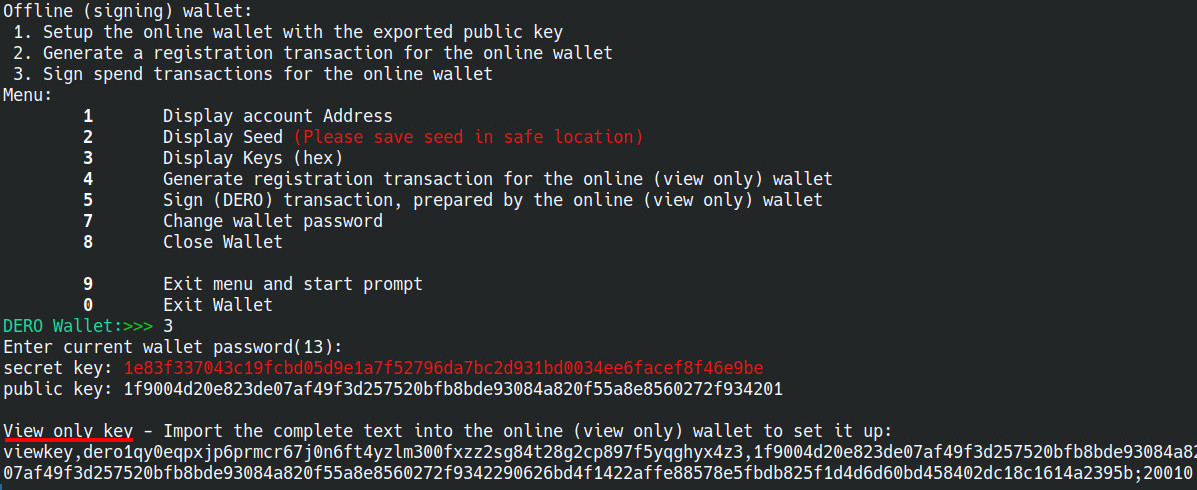 Offline (signing) wallet:
1. Setup the online wallet with the exported public key
2. Generate a registration transaction for the online wallet
3. Sign spend transactions for the online wallet
Menu:
1 Display account Address
2 Display Seed (Please save seed in safe location)
3 Display Keys (hex)
4 Generate registration transaction for the online (view only) wallet
5 Sign (DERO) transaction, prepared by the online (view only) wallet
7 Change wallet password
8 Close Wallet
9 Exit menu and start prompt
0 Exit Wallet
DERO Wallet:>>> 3
Enter current wallet password(13):
secret key: 1e83f337043c19fcbd05d9e1a7f52796da7bc2d931bd0034ee6facef8f46e9be
public key: 1f9004d20e823de07af49f3d257520bfb8bde93084a820f55a8e8560272f934201
View only key - Import the complete text into the online (view only) wallet to set it up:
viewkey,dero1qy0eqpxjp6prmcr67j0n6ft4yzlm300fxzz2sg84t28g2cp897f5yqghyx4z3,1f9004d20e823de07af49f3d257520bfb8bde93084a82
07af49f3d257520bfb8bde93084a820f55a8e8560272f9342290626bd4f1422affe88578e5fbdb825f1d4d6d60bd458402dc18c1614a2395b;20010